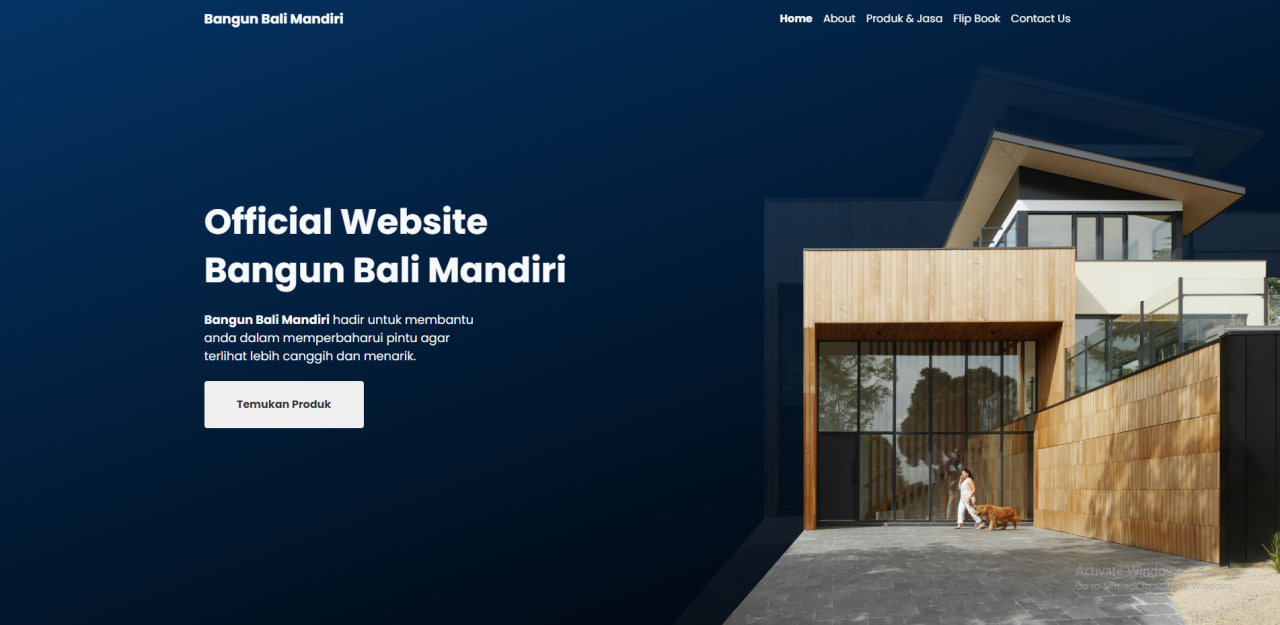 Bangun Bali Mandiri
Home About Produk & Jasa Flip Book Contact Us
Official Website
Bangun Bali Mandiri
Bangun Bali Mandiri hadir untuk membantu
anda dalam memperbaharui pintu agar
terlihat lebih canggih dan menarik.
Temukan Produk
Activate Windows
Go to Settings to activate Windows.